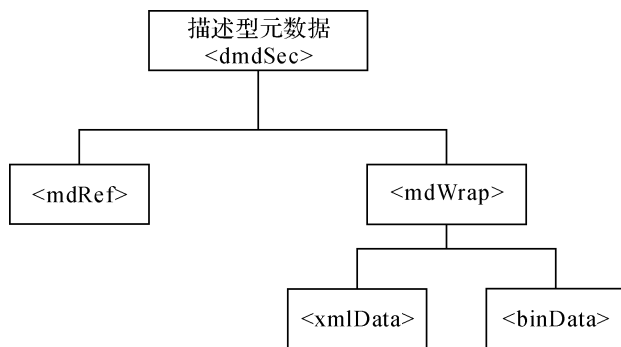 描述型元数据
<dmdSec>
<mdRef>
<mdWrap>
<xmlData>
<binData>